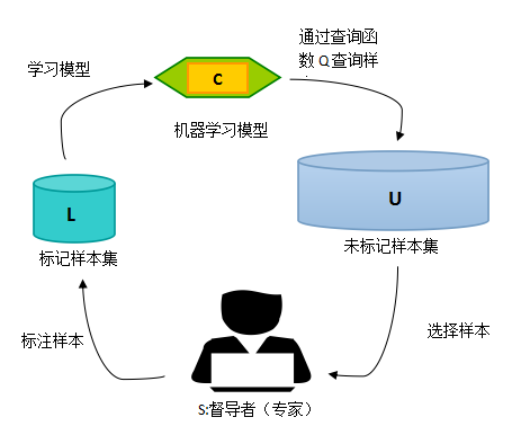 通过查询函
数Q查询样
学习模型
C
机器学习模型
L
U
标记样本集
未标记样本集
标注样本
选择样本
S:督导者（专家）